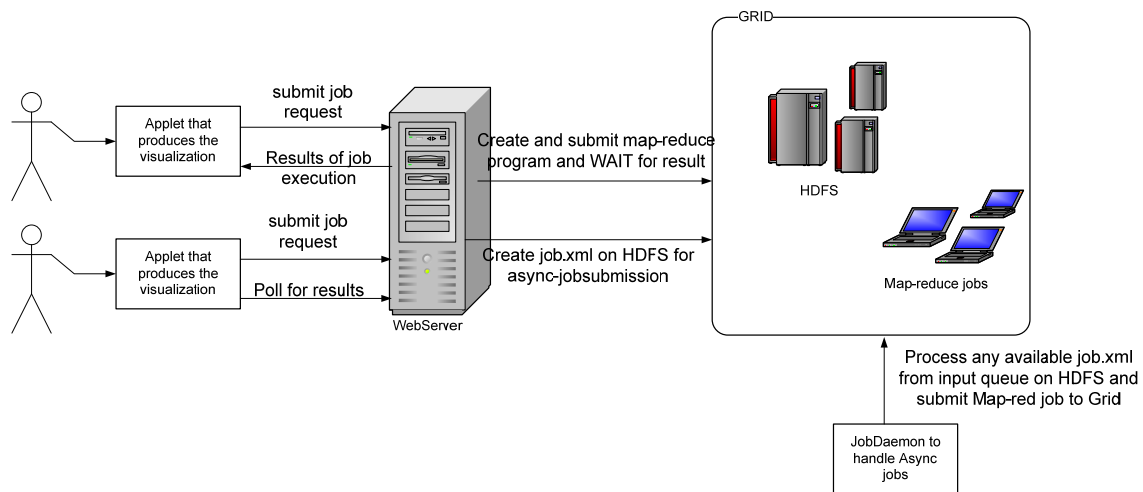 GRID
submit job
request
Applet that
produces the
visualization
Results of job
execution
Create and submit map-reduce
program and WAIT for result
HDFS
submit job
request
Applet that
produces the
visualization
Poll for results
Create job.xml on HDFS for
async-jobsubmission
Map-reduce jobs
WebServer
Process any available job.xml
from input queue on HDFS and
submit Map-red job to Grid
JobDaemon to
handle Async
jobs